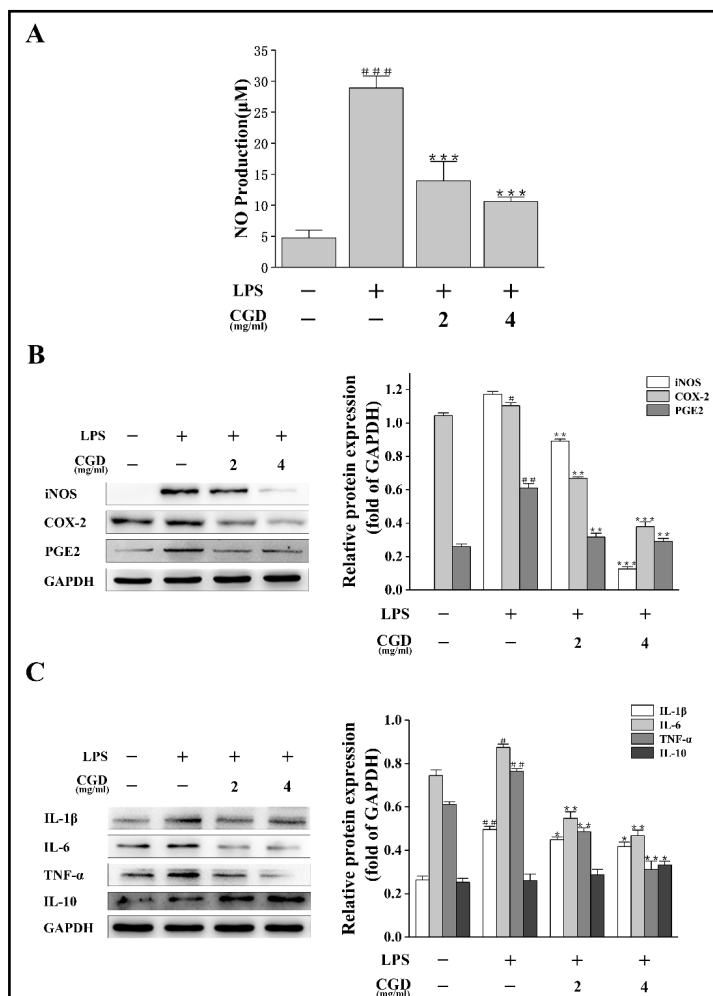 A
NO Production(μM)
35
30
25
20
15
10
5
0
###
***
***
LPS − + + +
CGD − − 2 4
(mg/ml)
B
LPS − + + +
CGD − − 2 4
(mg/ml)
iNOS
COX-2
PGE2
GAPDH
Relative protein expression
(fold of GAPDH)
1.2
1.0
0.8
0.6
0.4
0.2
0.0
iNOS
COX-2
PGE2
#
##
**
**
**
***
***
**
LPS − + + +
CGD − − 2 4
(mg/ml)
C
LPS − + + +
CGD − − 2 4
(mg/ml)
IL-1β
IL-6
TNF-α
IL-10
GAPDH
Relative protein expression
(fold of GAPDH)
1.0
0.8
0.6
0.4
0.2
0.0
IL-1β
IL-6
TNF-α
IL-10
##
#
##
*
**
**
*
**
***
LPS − + + +
CGD − − 2 4
(mg/ml)